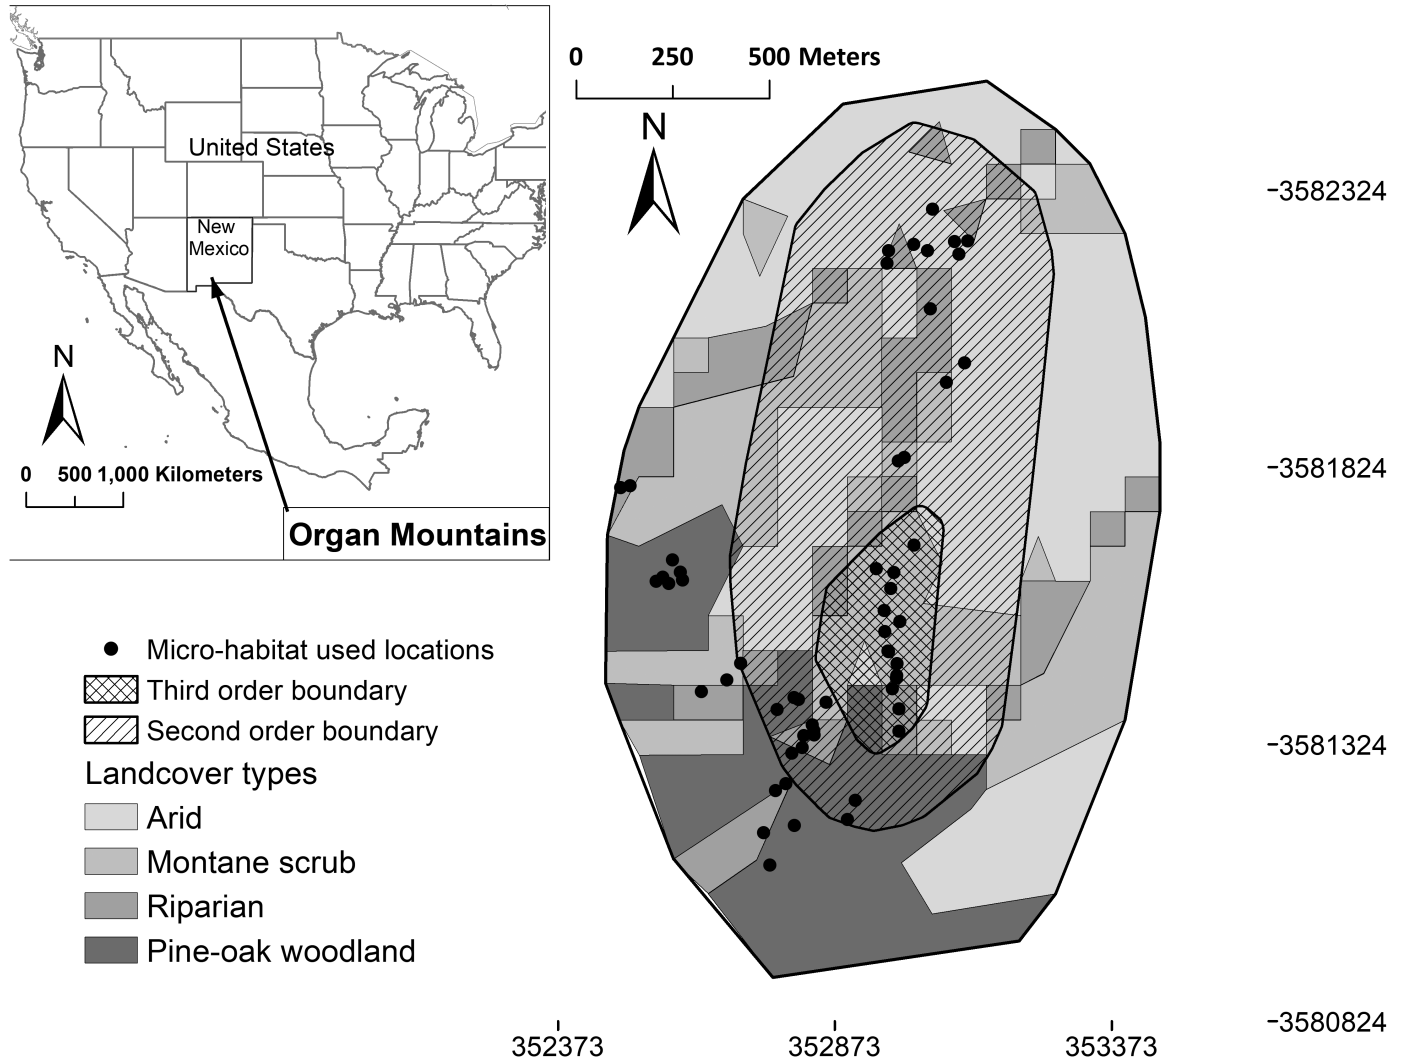 United States
New
Mexico
N
0 500 1,000 Kilometers
Organ Mountains
0 250 500 Meters
N
Micro-habitat used locations
Third order boundary
Second order boundary
Landcover types
Arid
Montane scrub
Riparian
Pine-oak woodland
3582324
3581824
3581324
3580824
352373 352873 353373